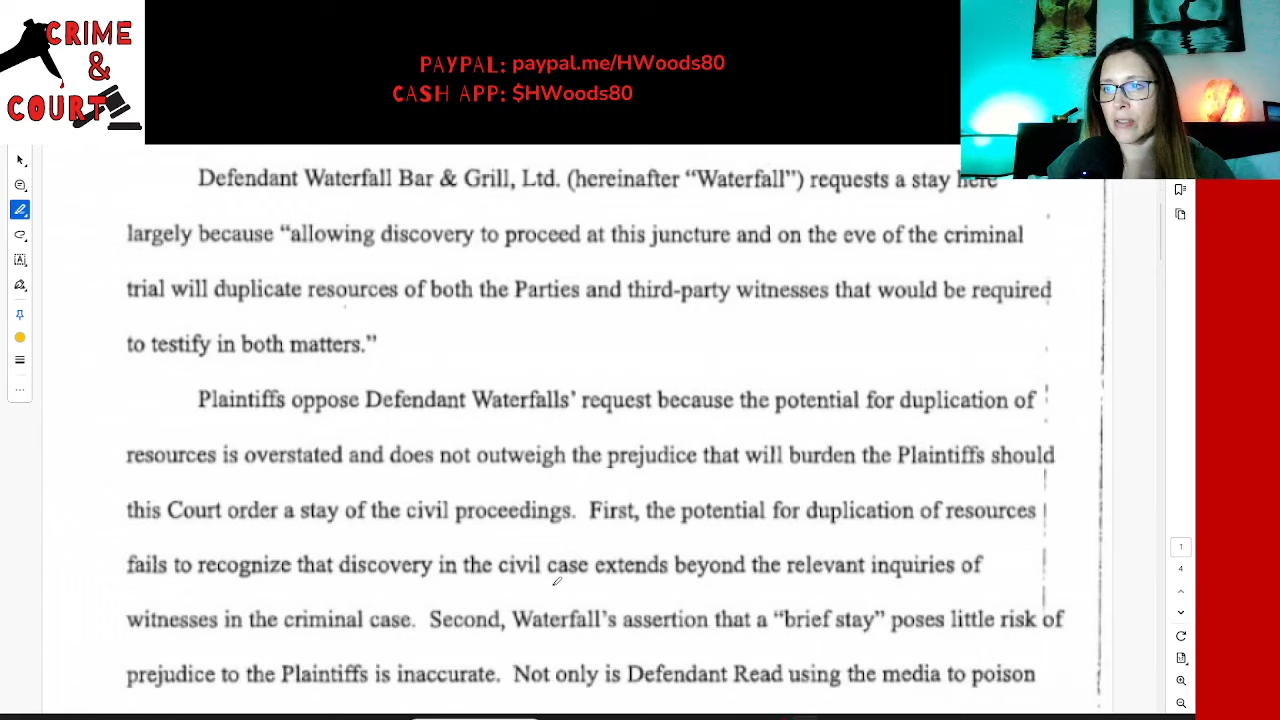 CRIME
&
COURT
PAYPAL: paypal.me/HWoods80
CASH APP: $HWoods80
Defendant Waterfall Bar & Grill, Ltd. (hereinafter “Waterfall”) requests a stay here
largely because “allowing discovery to proceed at this juncture and on the eve of the criminal
trial will duplicate resources of both the Parties and third-party witnesses that would be required
to testify in both matters.”
Plaintiffs oppose Defendant Waterfalls’ request because the potential for duplication of
resources is overstated and does not outweigh the prejudice that will burden the Plaintiffs should
this Court order a stay of the civil proceedings. First, the potential for duplication of resources
fails to recognize that discovery in the civil case extends beyond the relevant inquiries of
witnesses in the criminal case. Second, Waterfall’s assertion that a “brief stay” poses little risk of
prejudice to the Plaintiffs is inaccurate. Not only is Defendant Read using the media to poison
1
4